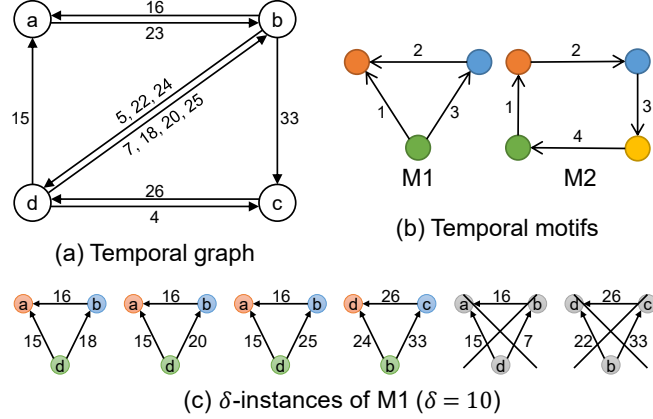 a
16
b
23
15
5, 22, 24
7, 18, 20, 25
33
d
26
c
4
(a) Temporal graph
2
1
3
M1
2
1
3
4
M2
(b) Temporal motifs
a 16 b
15 18
d
a 16 b
15 20
d
a 16 b
15 25
d
d 26 c
24 33
b
a 16 b
15 7
d
d 26 c
22 33
b
(c) δ-instances of M1 (δ = 10)